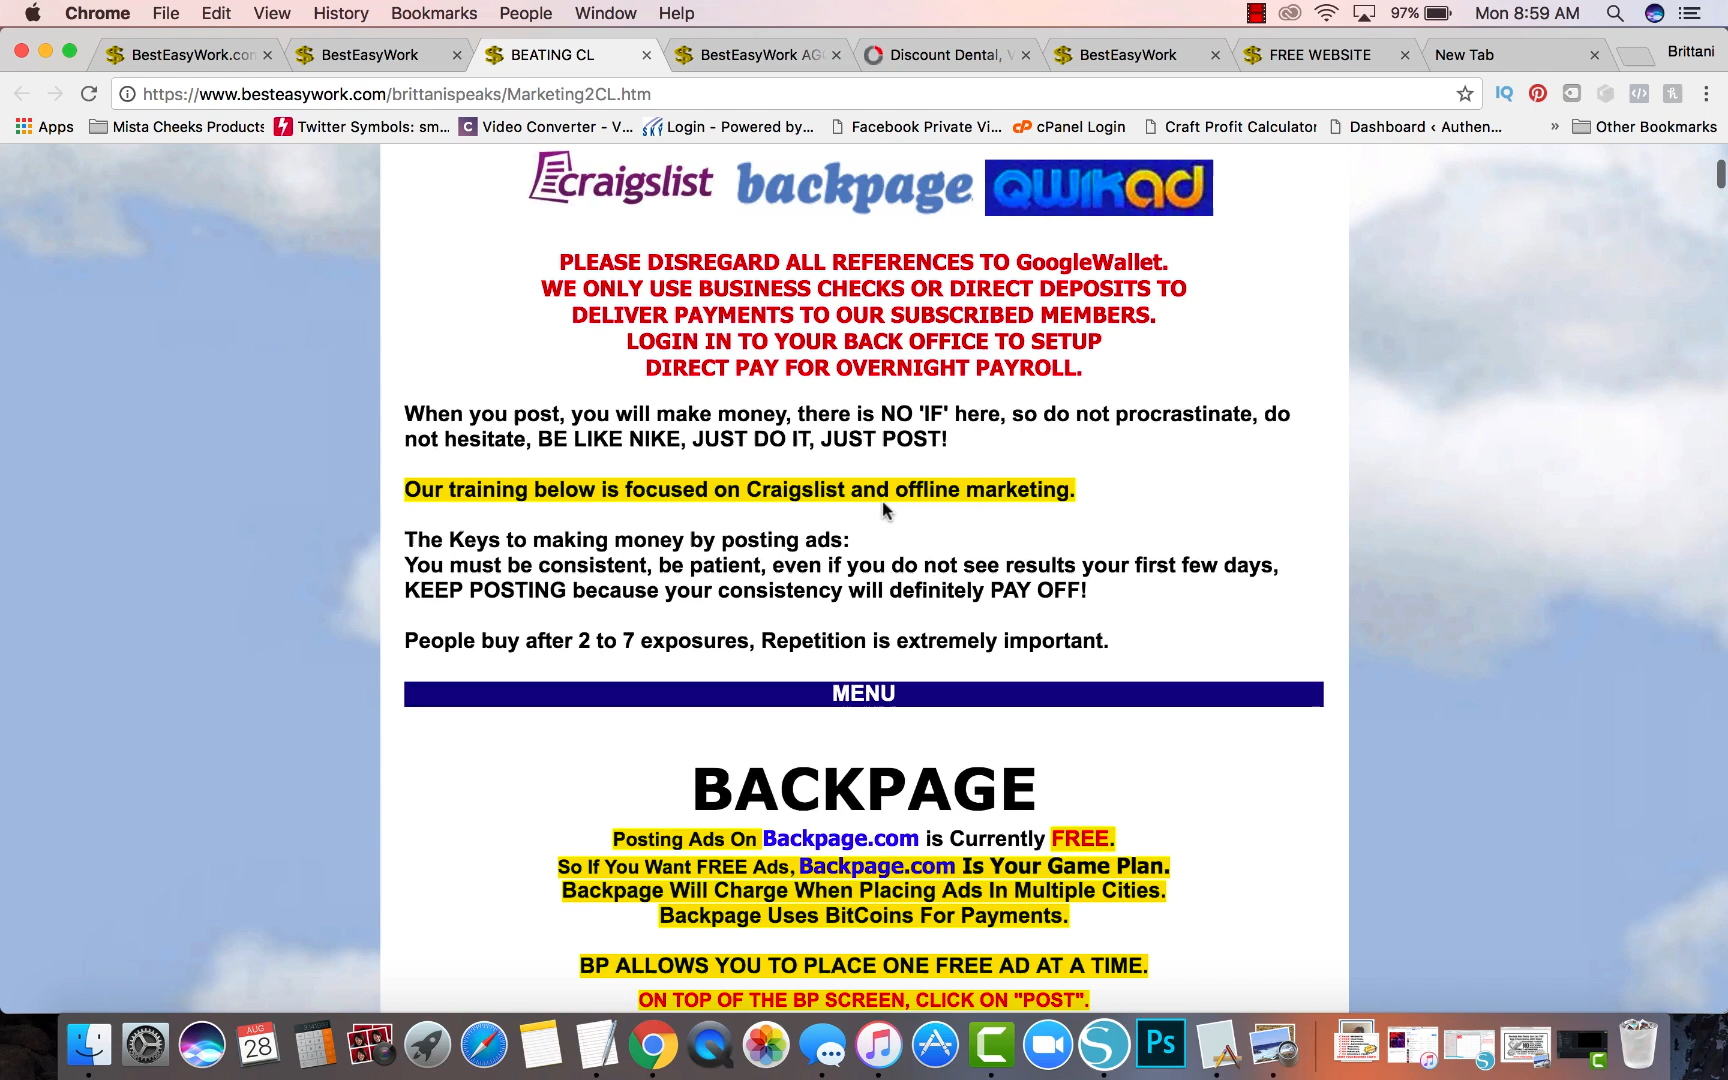 Chrome File Edit View History Bookmarks People Window Help 97% Mon 8:59 AM
BestEasyWork.con BestEasyWork BEATING CL BestEasyWork AG Discount Dental, V BestEasyWork FREE WEBSITE New Tab Brittani
https://www.besteasywork.com/brittanispeaks/Marketing2CL.htm IQ
Apps Mista Cheeks Products Twitter Symbols: sm... Video Converter - V... Login - Powered by... Facebook Private Vi... cPanel Login Craft Profit Calculator Dashboard ‹ Authen... » Other Bookmarks
craigslist backpage QWIKAD
PLEASE DISREGARD ALL REFERENCES TO GoogleWallet.
WE ONLY USE BUSINESS CHECKS OR DIRECT DEPOSITS TO
DELIVER PAYMENTS TO OUR SUBSCRIBED MEMBERS.
LOGIN IN TO YOUR BACK OFFICE TO SETUP
DIRECT PAY FOR OVERNIGHT PAYROLL.
When you post, you will make money, there is NO 'IF' here, so do not procrastinate, do
not hesitate, BE LIKE NIKE, JUST DO IT, JUST POST!
Our training below is focused on Craigslist and offline marketing.
The Keys to making money by posting ads:
You must be consistent, be patient, even if you do not see results your first few days,
KEEP POSTING because your consistency will definitely PAY OFF!
People buy after 2 to 7 exposures, Repetition is extremely important.
MENU
BACKPAGE
Posting Ads On Backpage.com is Currently FREE.
So If You Want FREE Ads, Backpage.com Is Your Game Plan.
Backpage Will Charge When Placing Ads In Multiple Cities.
Backpage Uses BitCoins For Payments.
BP ALLOWS YOU TO PLACE ONE FREE AD AT A TIME.
ON TOP OF THE BP SCREEN, CLICK ON "POST".
AUG
28
Ps